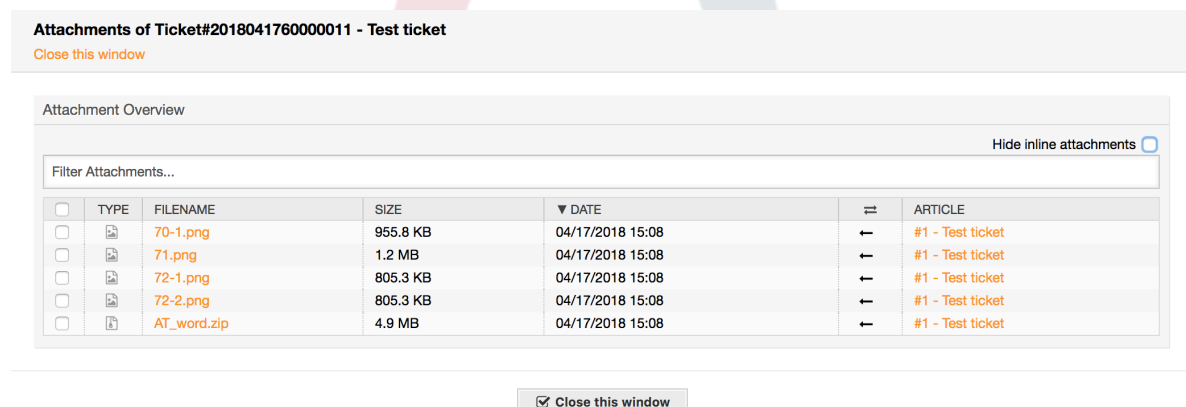 Attachments of Ticket#2018041760000011 - Test ticket
Close this window
Attachment Overview
Hide inline attachments
Filter Attachments...
TYPE FILENAME SIZE ▼ DATE ⇄ ARTICLE
70-1.png 955.8 KB 04/17/2018 15:08 ← #1 - Test ticket
71.png 1.2 MB 04/17/2018 15:08 ← #1 - Test ticket
72-1.png 805.3 KB 04/17/2018 15:08 ← #1 - Test ticket
72-2.png 805.3 KB 04/17/2018 15:08 ← #1 - Test ticket
AT_word.zip 4.9 MB 04/17/2018 15:08 ← #1 - Test ticket
Close this window